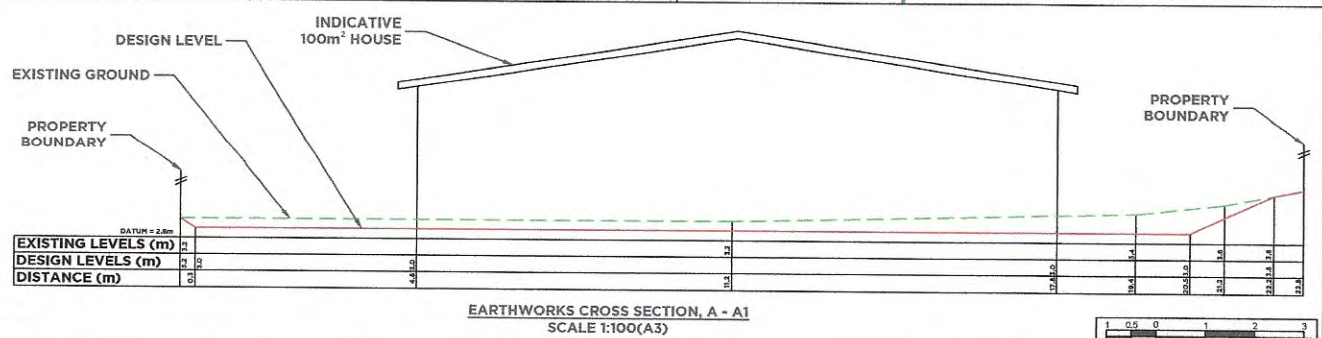 INDICATIVE
100m² HOUSE
DESIGN LEVEL
EXISTING GROUND
PROPERTY
BOUNDARY
PROPERTY
BOUNDARY
DATUM = 2.6m
EXISTING LEVELS (m) 3.2 3.2 3.4 3.6 3.8
DESIGN LEVELS (m) 3.2 3.0 3.0 3.0 3.0 3.8
DISTANCE (m) 0.3 4.8 11.2 17.8 19.4 20.5 21.2 22.2 22.8
EARTHWORKS CROSS SECTION, A - A1
SCALE 1:100(A3)
1 0.5 0 1 2 3